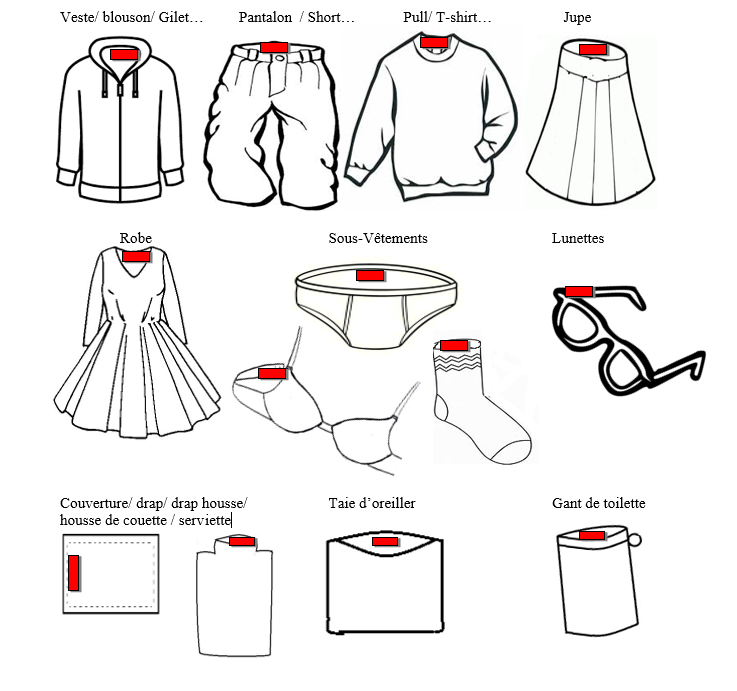 Veste/ blouson/ Gilet…
Pantalon / Short…
Pull/ T-shirt…
Jupe
Robe
Sous-Vêtements
Lunettes
Couverture/ drap/ drap housse/
housse de couette / serviette
Taie d’oreiller
Gant de toilette